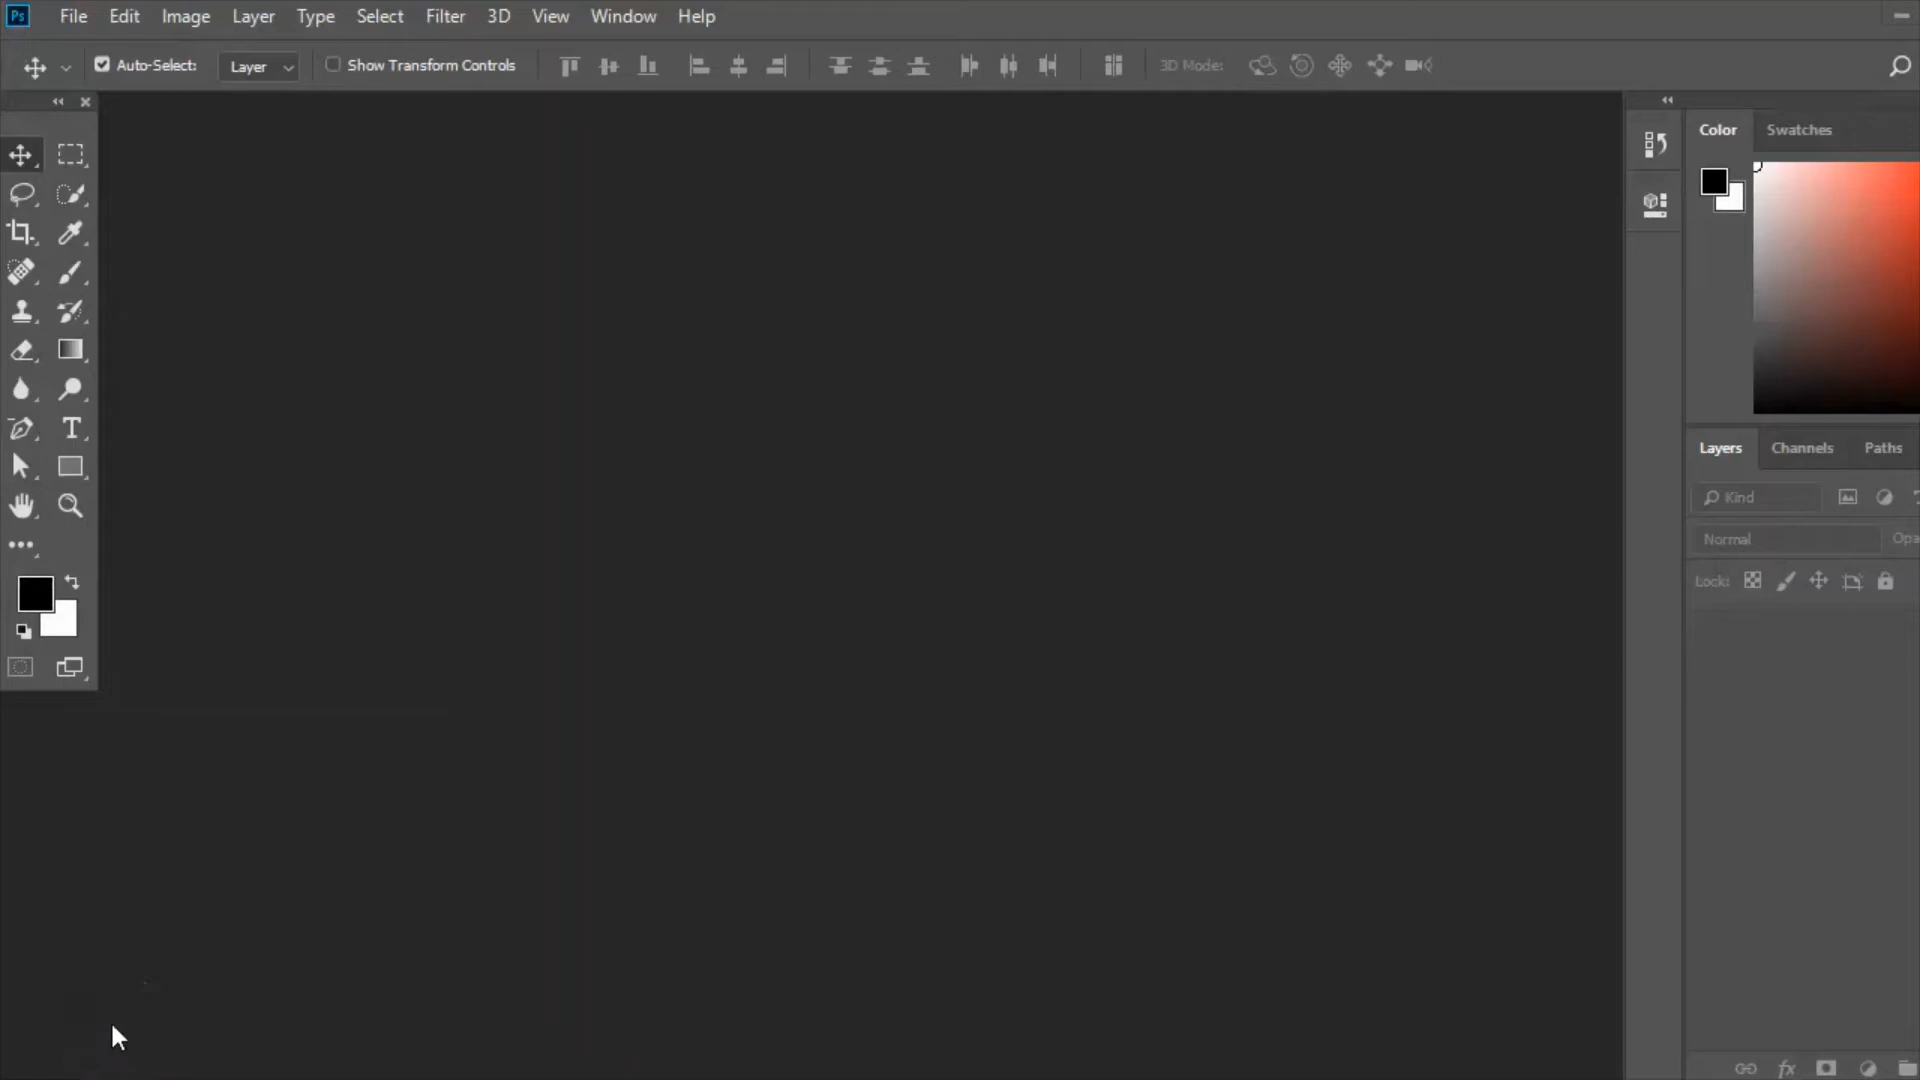 Ps File Edit Image Layer Type Select Filter 3D View Window Help
Auto-Select: Layer Show Transform Controls 3D Mode:
Color Swatches
T
Layers Channels Paths
Kind
Normal Opa
Lock:
fx